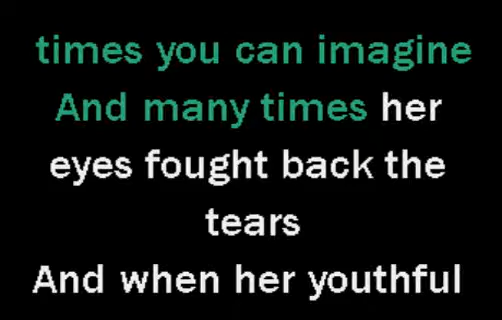 times you can imagine
And many times her
eyes fought back the
tears
And when her youthful